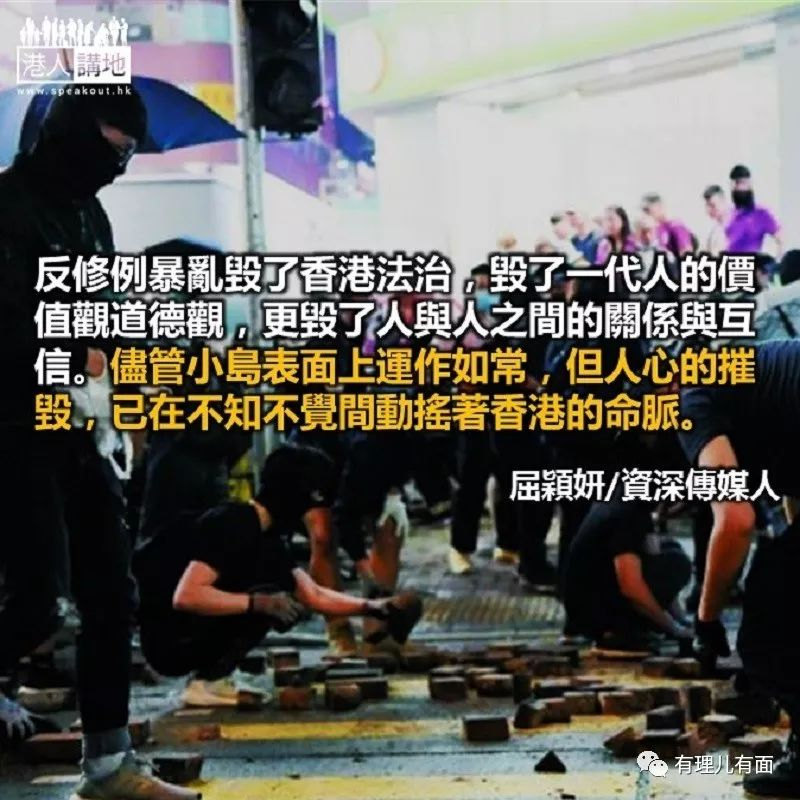 港人講地
www.speakout.hk
反修例暴亂毀了香港法治，毀了一代人的價
值觀道德觀，更毀了人與人之間的關係與互
信。儘管小島表面上運作如常，但人心的摧
毀，已在不知不覺間動搖著香港的命脈。
屈穎妍/資深傳媒人
有理儿有面